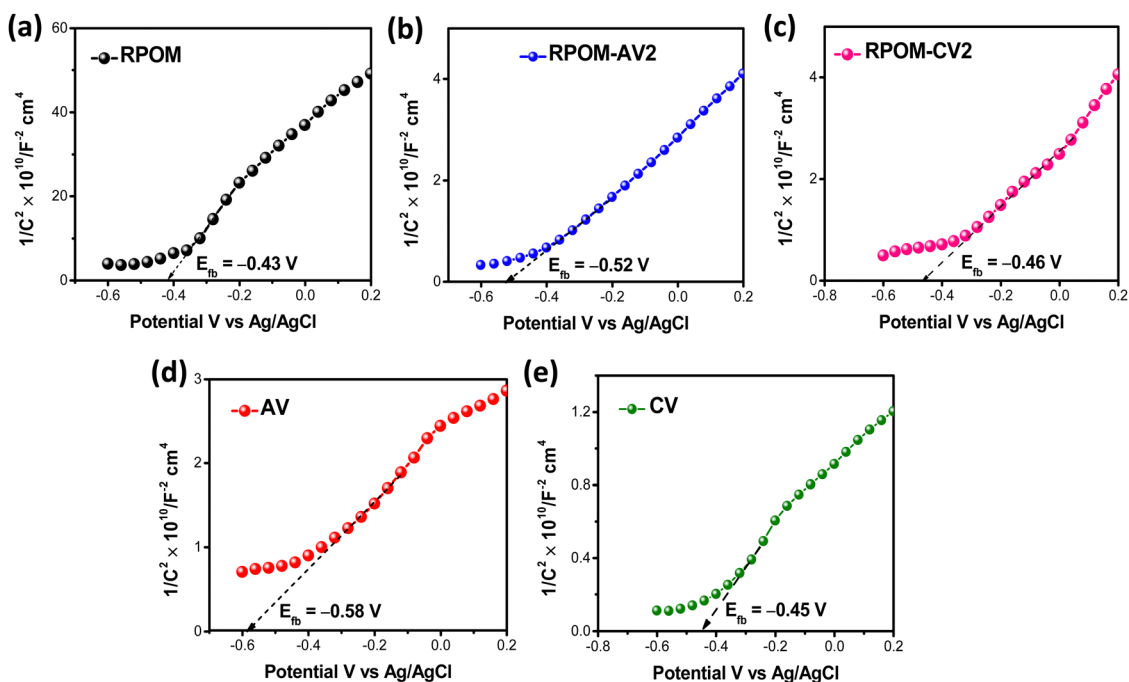 (a)
RPOM
60
40
20
0
-0.6
-0.4
-0.2
0.0
0.2
1/C² × 10¹⁰/F⁻² cm⁴
E_fb = −0.43 V
Potential V vs Ag/AgCl
(b)
RPOM-AV2
4
2
0
-0.6
-0.4
-0.2
0.0
0.2
1/C² × 10¹⁰/F⁻² cm⁴
E_fb = −0.52 V
Potential V vs Ag/AgCl
(c)
RPOM-CV2
4
2
0
-0.8
-0.6
-0.4
-0.2
0.0
0.2
1/C² × 10¹⁰/F⁻² cm⁴
E_fb = −0.46 V
Potential V vs Ag/AgCl
(d)
AV
3
2
1
0
-0.6
-0.4
-0.2
0.0
0.2
1/C² × 10¹⁰/F⁻² cm⁴
E_fb = −0.58 V
Potential V vs Ag/AgCl
(e)
CV
1.2
0.8
0.4
0.0
-0.8
-0.6
-0.4
-0.2
0.0
0.2
1/C² × 10¹⁰/F⁻² cm⁴
E_fb = −0.45 V
Potential V vs Ag/AgCl